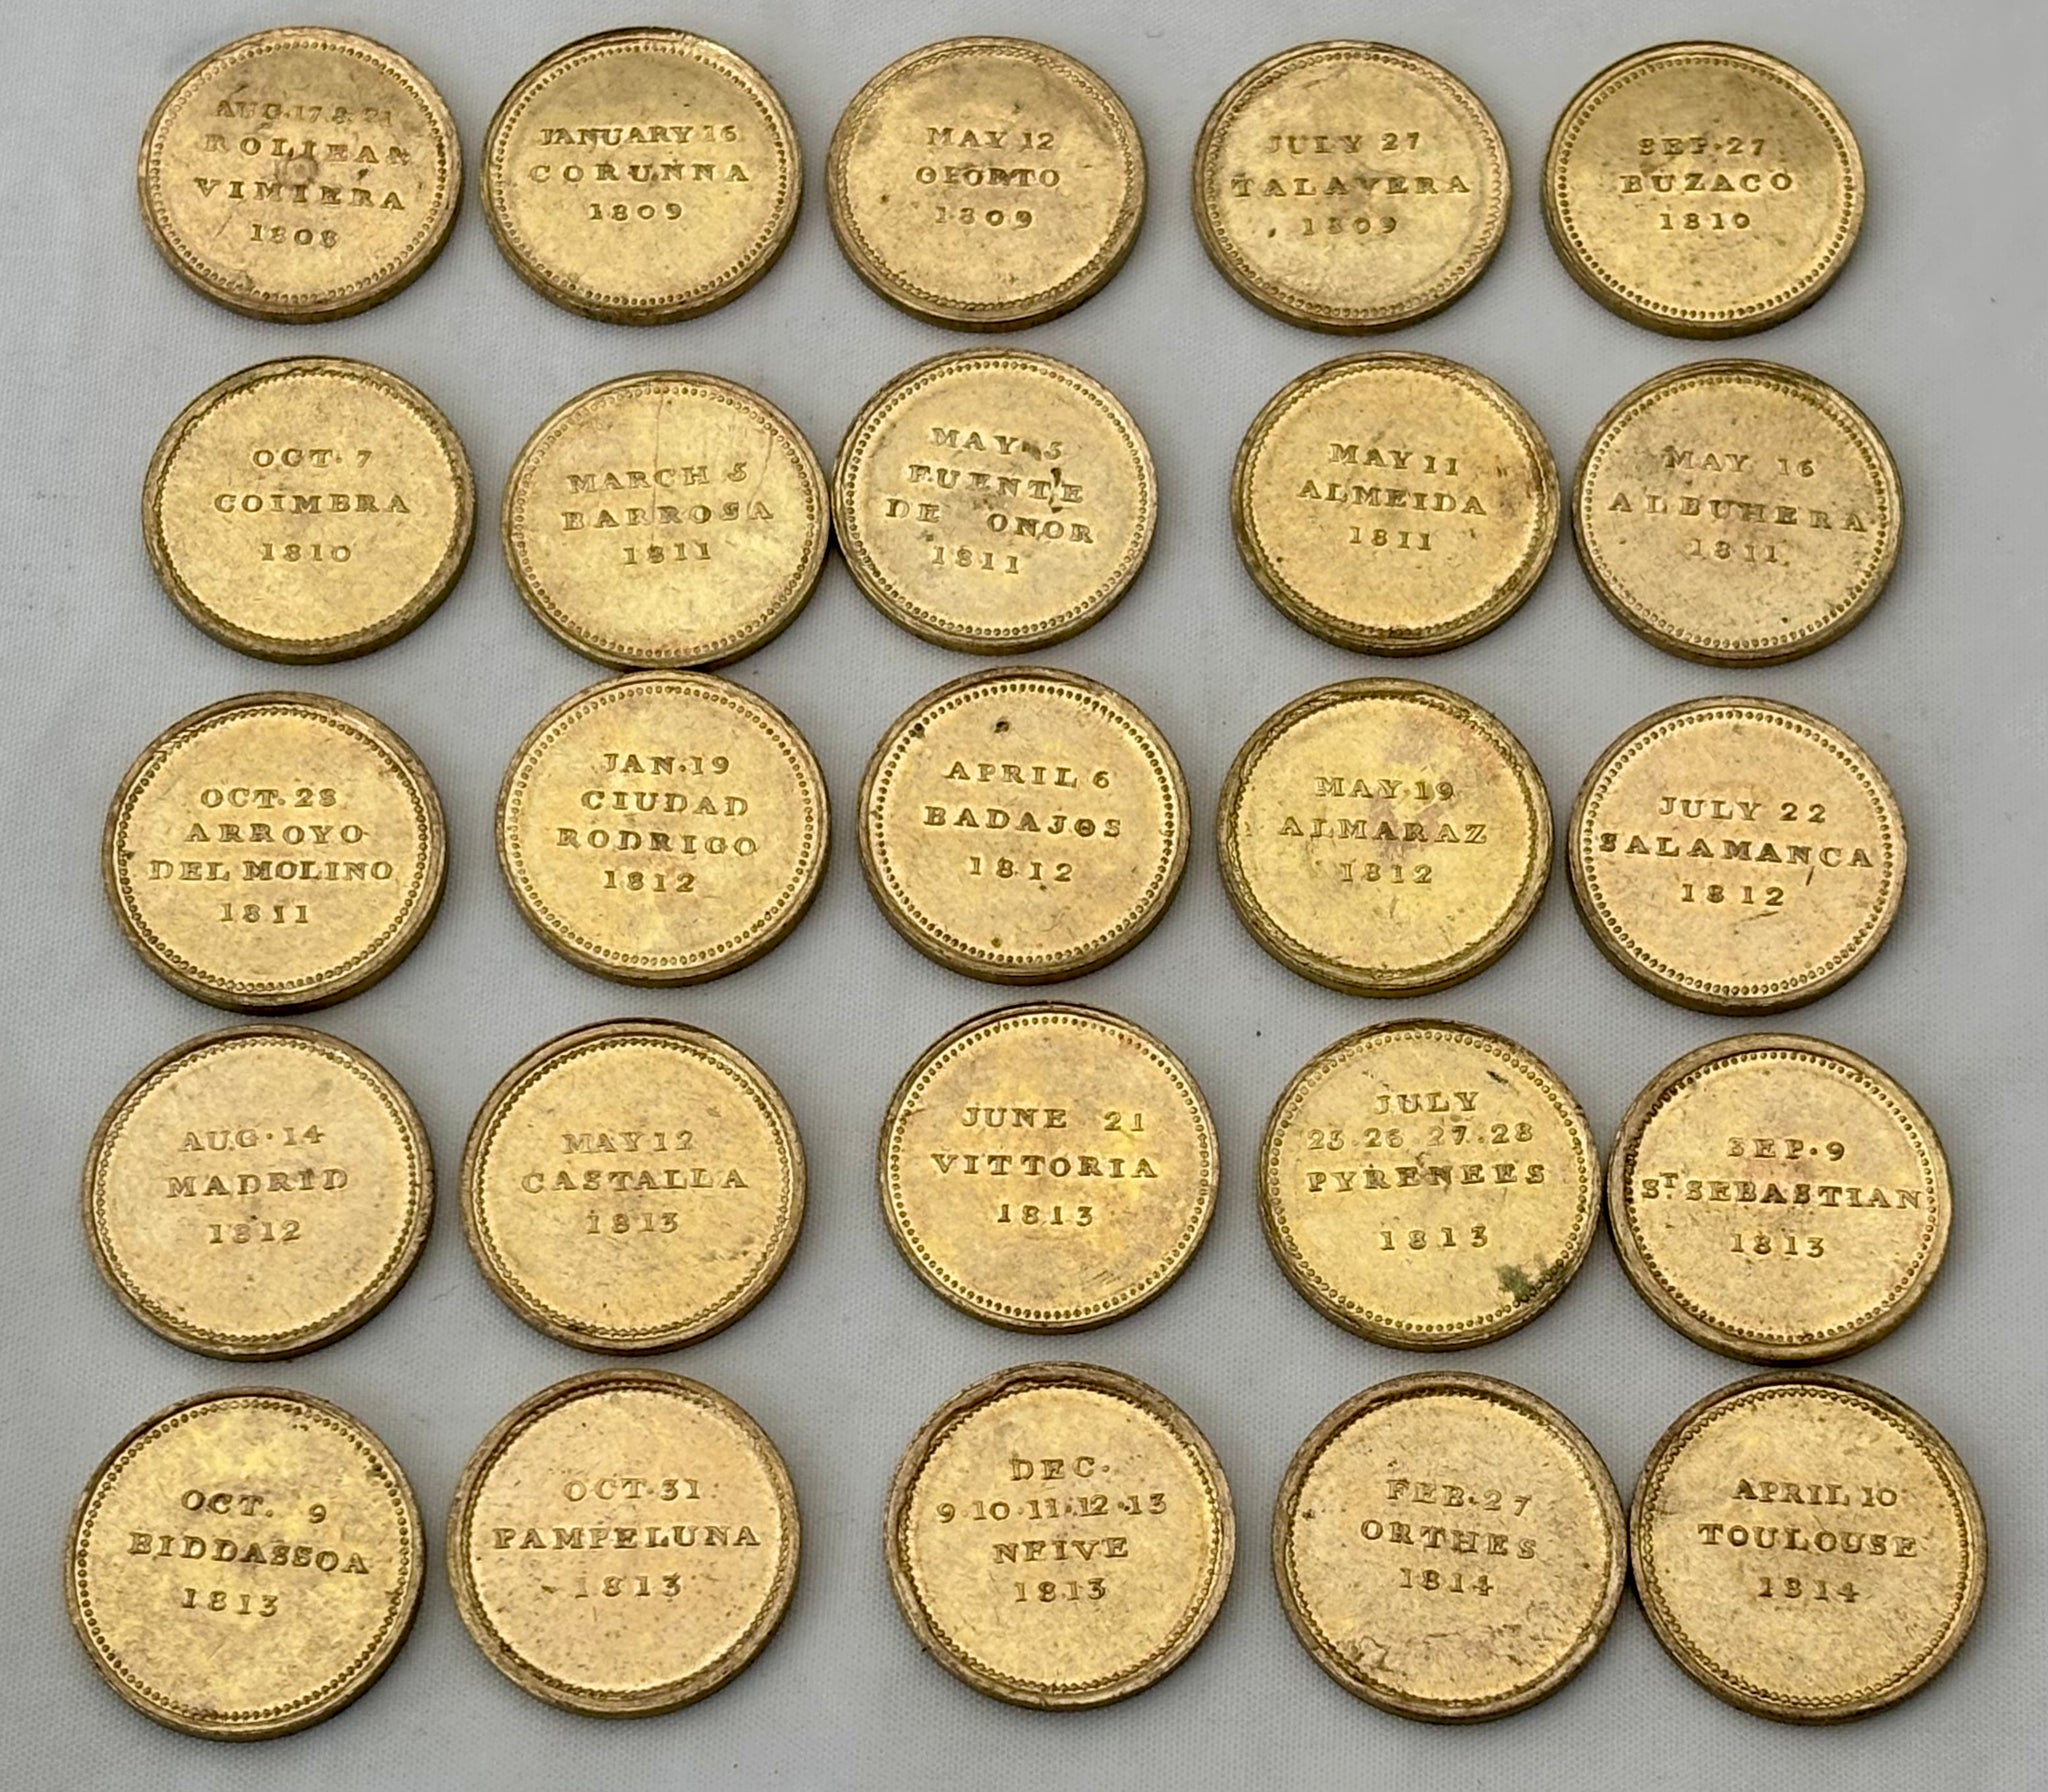 AUG·17·&·21
ROLIEA&
VIMIERA
1808
JANUARY 16
CORUNNA
1809
MAY 12
OPORTO
1809
JULY 27
TALAVERA
1809
SEP·27
BUZACO
1810
OCT·7
COIMBRA
1810
MARCH 5
BARROSA
1811
MAY·5
FUENTE
DE ONOR
1811
MAY 11
ALMEIDA
1811
MAY 16
ALBUHERA
1811
OCT·28
ARROYO
DEL MOLINO
1811
JAN·19
CIUDAD
RODRIGO
1812
APRIL 6
BADAJOS
1812
MAY·19
ALMARAZ
1812
JULY 22
SALAMANCA
1812
AUG·14
MADRID
1812
MAY 12
CASTALLA
1813
JUNE 21
VITTORIA
1813
JULY
25·26·27·28
PYRENEES
1813
SEP·9
ST. SEBASTIAN
1813
OCT. 9
BIDDASSOA
1813
OCT·31
PAMPELUNA
1813
DEC·
9·10·11·12·13
NEIVE
1813
FEB·27
ORTHES
1814
APRIL 10
TOULOUSE
1814